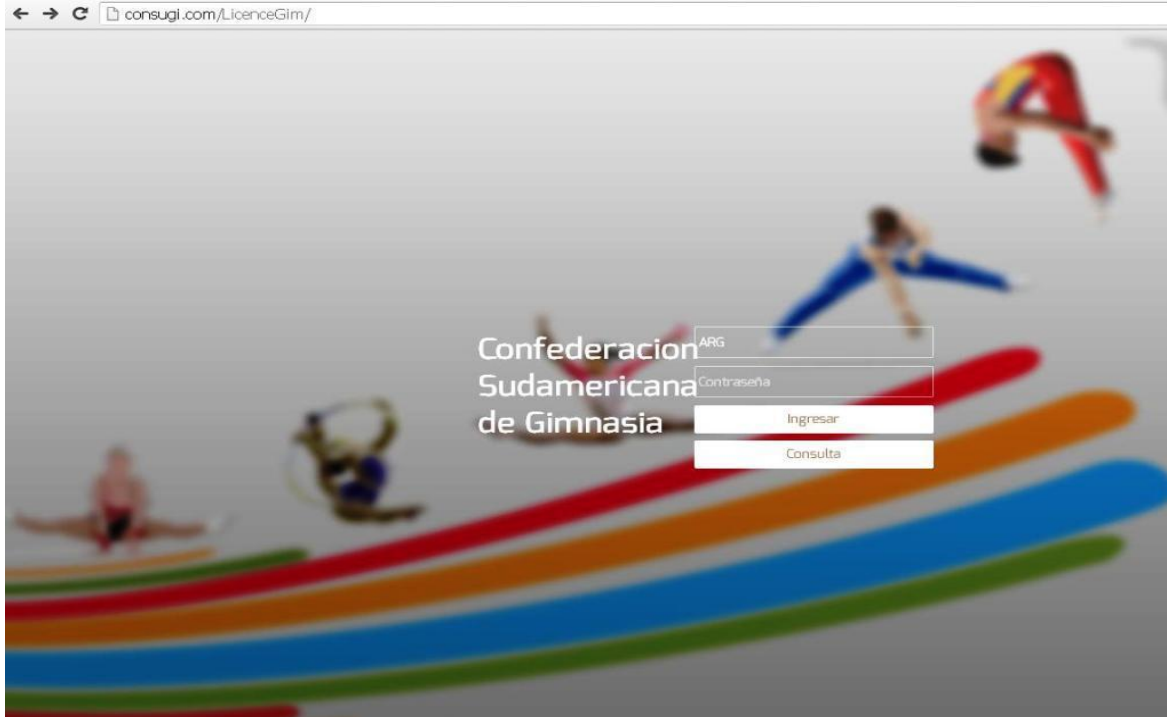 consugi.com/LicenceGim/
Confederacion
Sudamericana
de Gimnasia
ARG
Contraseña
Ingresar
Consulta